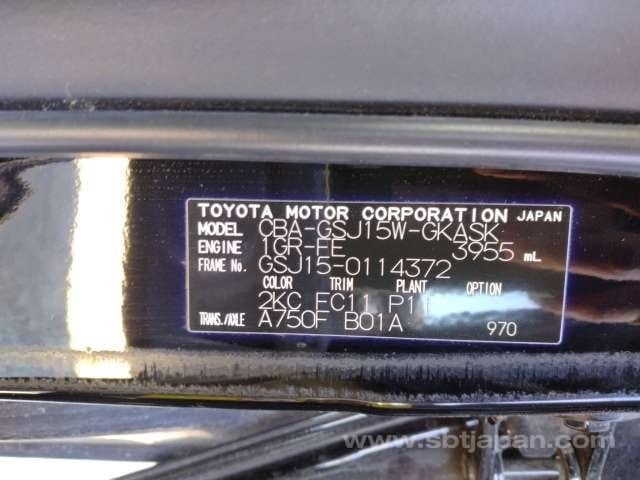 TOYOTA MOTOR CORPORATION JAPAN
MODEL CBA-GSJ15W-GKASK
ENGINE 1GR-FE 3955 mL
FRAME No. GSJ15-0114372
COLOR TRIM PLANT OPTION
2KC FC11 P11
TRANS./AXLE A750F B01A 970
www.sbtjapan.com